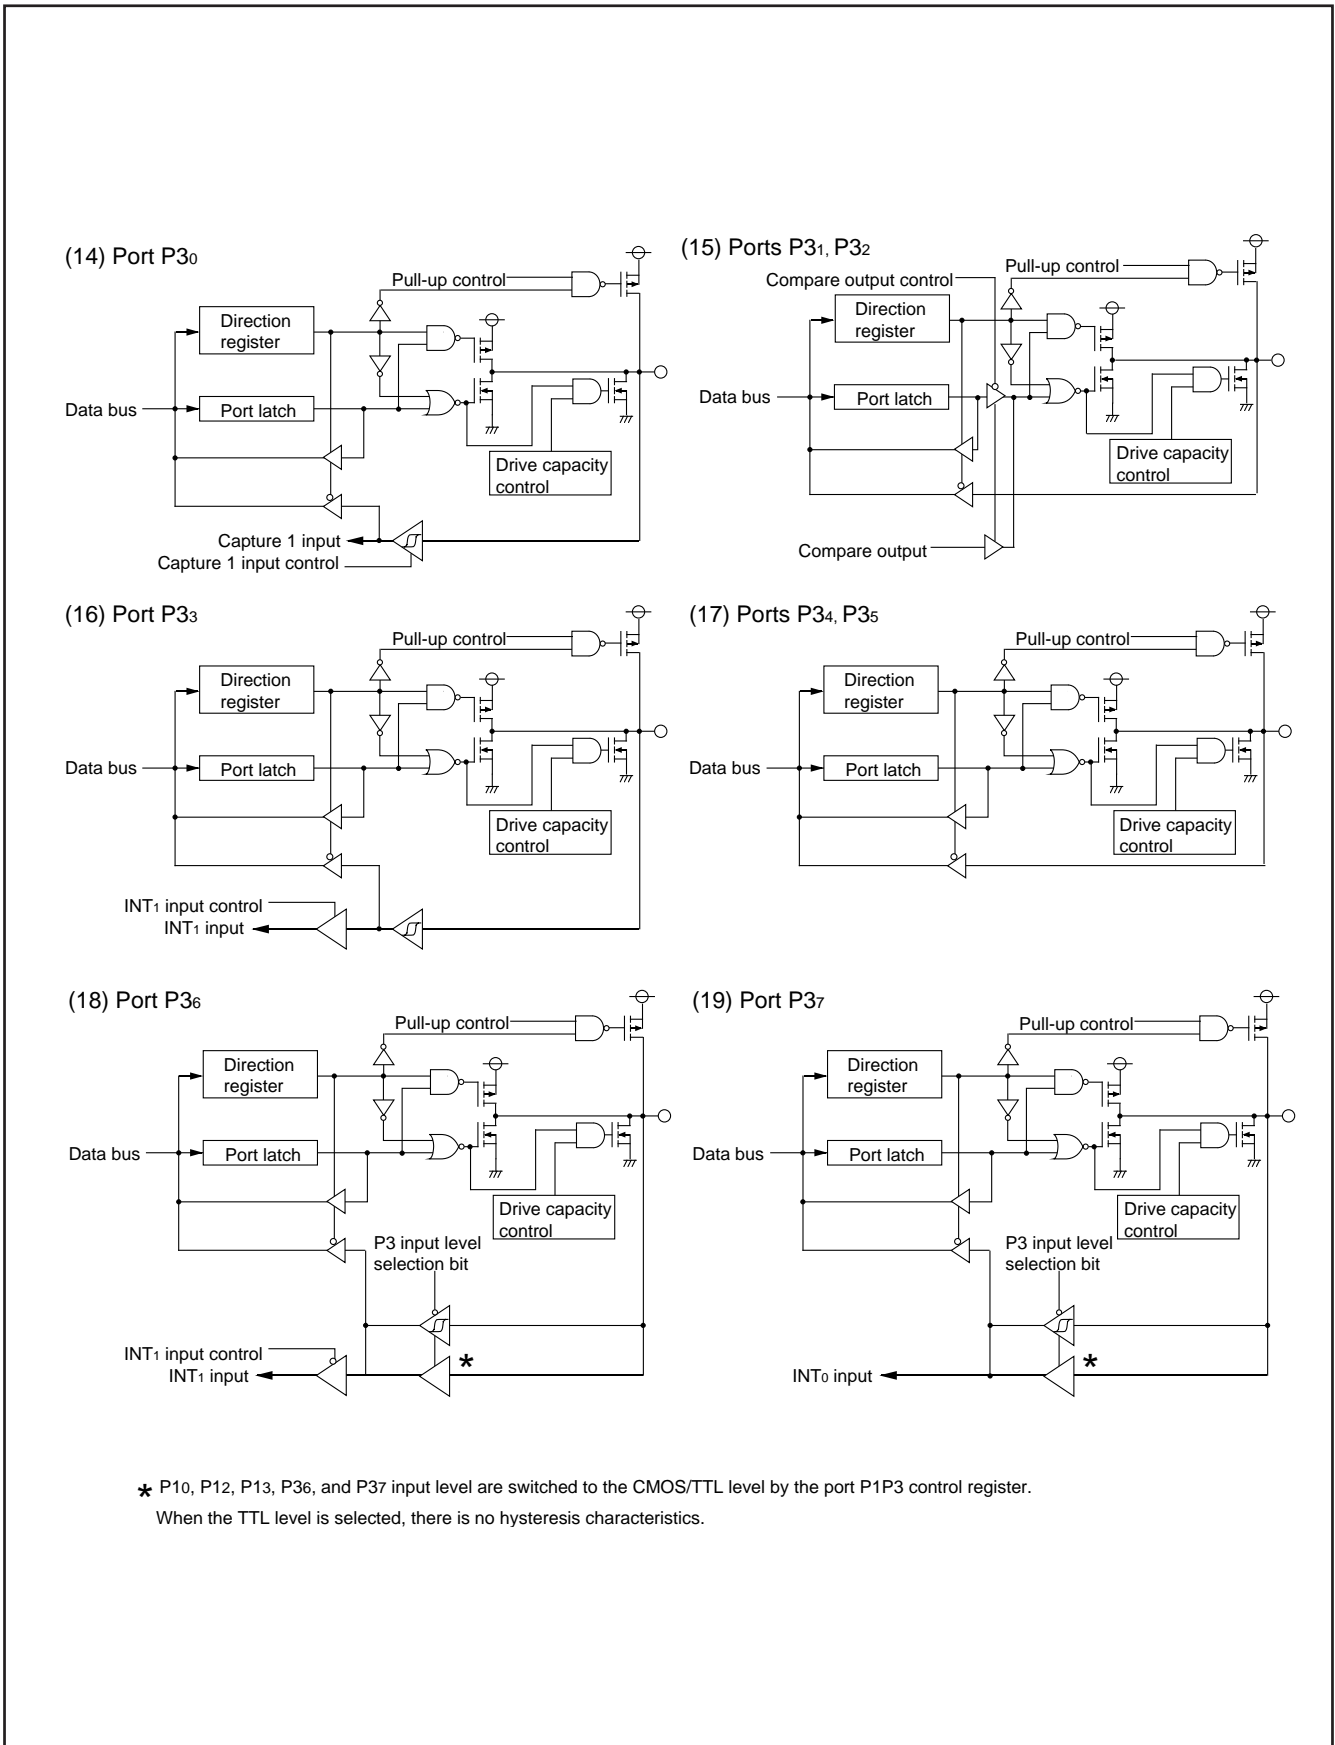 (14) Port P30
Pull-up control
Direction
register
Data bus
Port latch
Drive capacity
control
Capture 1 input
Capture 1 input control
(15) Ports P31, P32
Pull-up control
Compare output control
Direction
register
Data bus
Port latch
Drive capacity
control
Compare output
(16) Port P33
Pull-up control
Direction
register
Data bus
Port latch
Drive capacity
control
INT1 input control
INT1 input
(17) Ports P34, P35
Pull-up control
Direction
register
Data bus
Port latch
Drive capacity
control
(18) Port P36
Pull-up control
Direction
register
Data bus
Port latch
Drive capacity
control
P3 input level
selection bit
INT1 input control
INT1 input
*
(19) Port P37
Pull-up control
Direction
register
Data bus
Port latch
Drive capacity
control
P3 input level
selection bit
INT0 input
*
* P10, P12, P13, P36, and P37 input level are switched to the CMOS/TTL level by the port P1P3 control register.
When the TTL level is selected, there is no hysteresis characteristics.